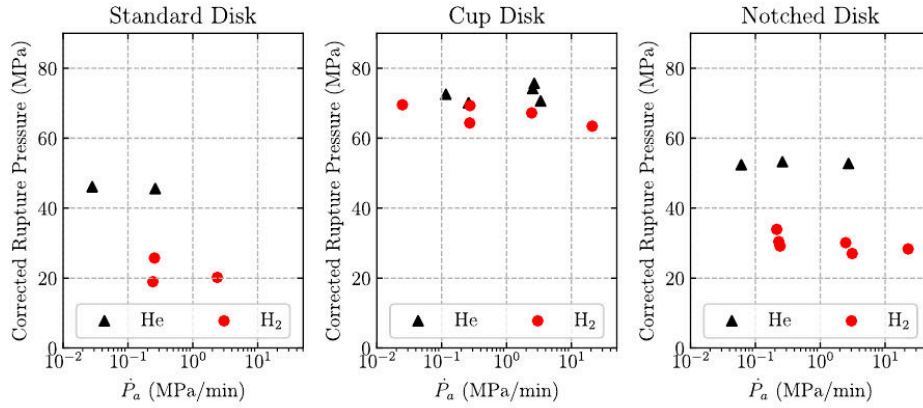 Standard Disk
Corrected Rupture Pressure (MPa)
80
60
40
20
0
He H₂
10⁻² 10⁻¹ 10⁰ 10¹
Ṗₐ (MPa/min)
Cup Disk
Corrected Rupture Pressure (MPa)
80
60
40
20
0
He H₂
10⁻² 10⁻¹ 10⁰ 10¹
Ṗₐ (MPa/min)
Notched Disk
Corrected Rupture Pressure (MPa)
80
60
40
20
0
He H₂
10⁻² 10⁻¹ 10⁰ 10¹
Ṗₐ (MPa/min)